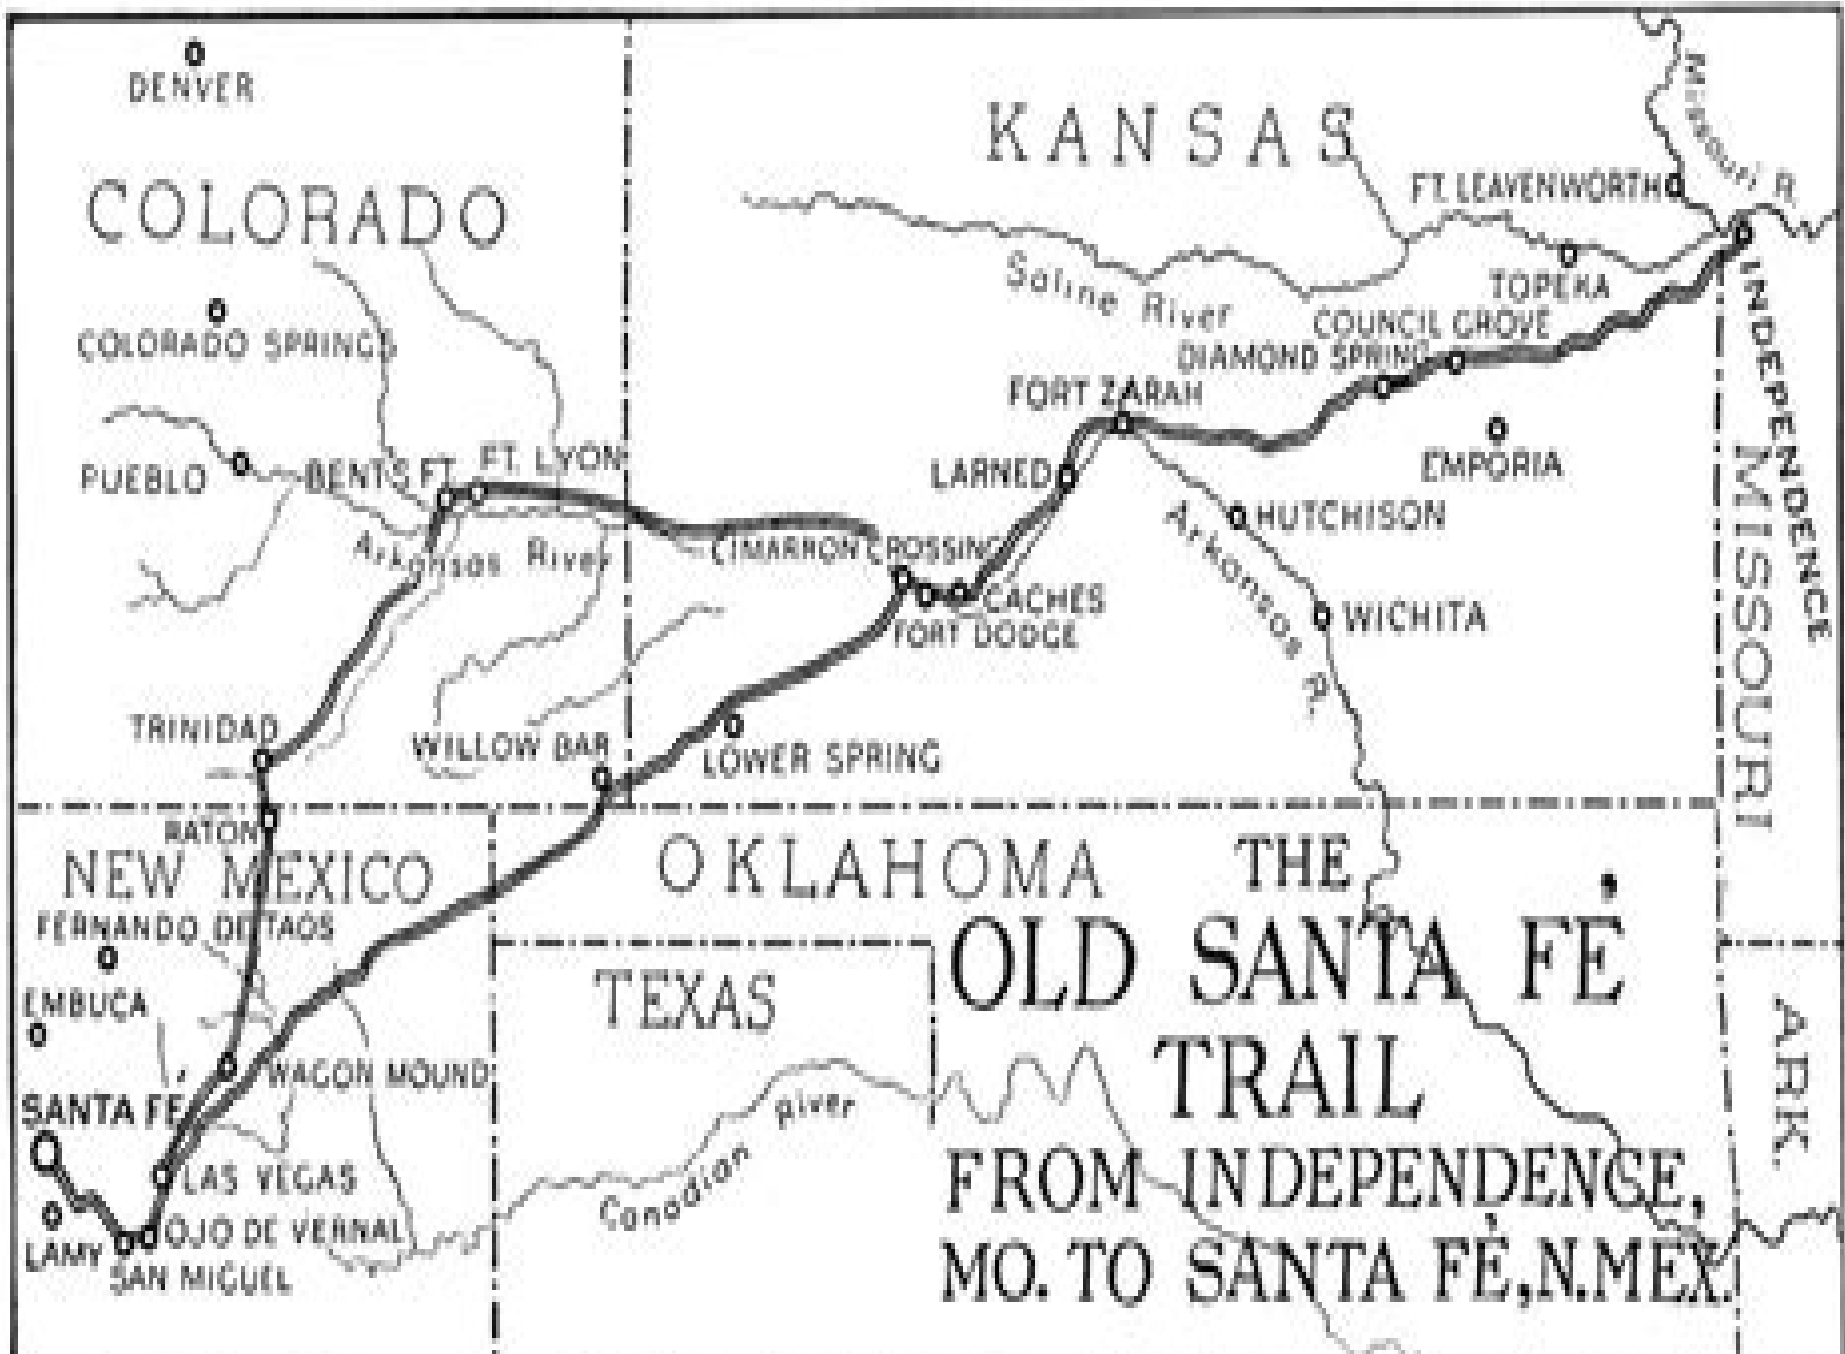 DENVER
KANSAS
Missouri R.
COLORADO
FT. LEAVENWORTH
Saline River
TOPEKA
INDEPENDENCE
COLORADO SPRINGS
COUNCIL GROVE
DIAMOND SPRING
FORT ZARAH
PUEBLO
BENTS FT.
FT. LYON
LARNED
EMPORIA
MISSOURI
Arkansas River
CIMARRON CROSSING
Arkansas R.
HUTCHISON
CACHES
FORT DODGE
WICHITA
TRINIDAD
WILLOW BAR
LOWER SPRING
RATON
NEW MEXICO
OKLAHOMA
THE
OLD SANTA FÉ
TRAIL
FROM INDEPENDENCE,
MO. TO SANTA FÉ, N.MEX.
FERNANDO DE TAOS
EMBUCA
TEXAS
ARK.
WAGON MOUND
Canadian River
SANTA FÉ
LAS VEGAS
OJO DE VERNAL
LAMY
SAN MIGUEL